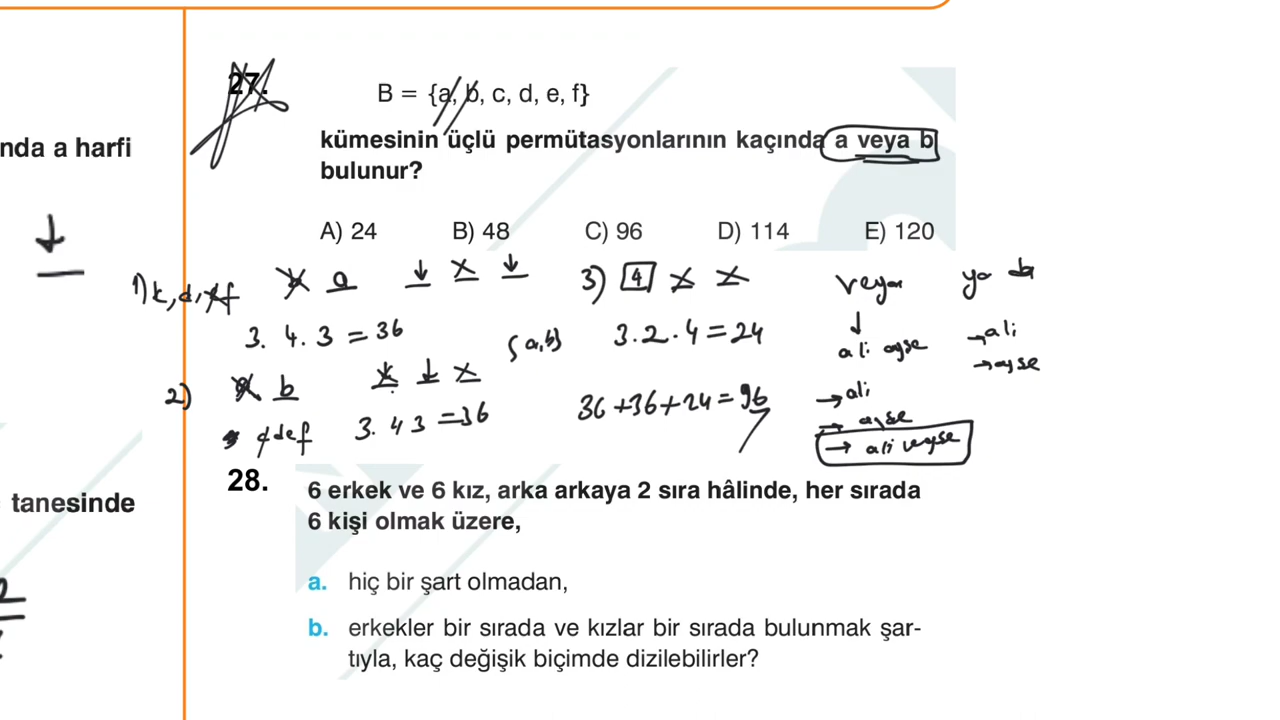 nda a harfi
tanesinde
27.
B = {a, b, c, d, e, f}
kümesinin üçlü permütasyonlarının kaçında a veya b
bulunur?
A) 24 B) 48 C) 96 D) 114 E) 120
1) a
3. 4. 3 = 36
{a,b}
2) b
def
3. 4 3 = 36
3) 4
3.2.4=24
36+36+24=96
veya
ali ayşe
→ali
→ ayşe
→ ali veyşe
ya da
→ali
→ayşe
28.
6 erkek ve 6 kız, arka arkaya 2 sıra hâlinde, her sırada
6 kişi olmak üzere,
a. hiç bir şart olmadan,
b. erkekler bir sırada ve kızlar bir sırada bulunmak şar-
tıyla, kaç değişik biçimde dizilebilirler?